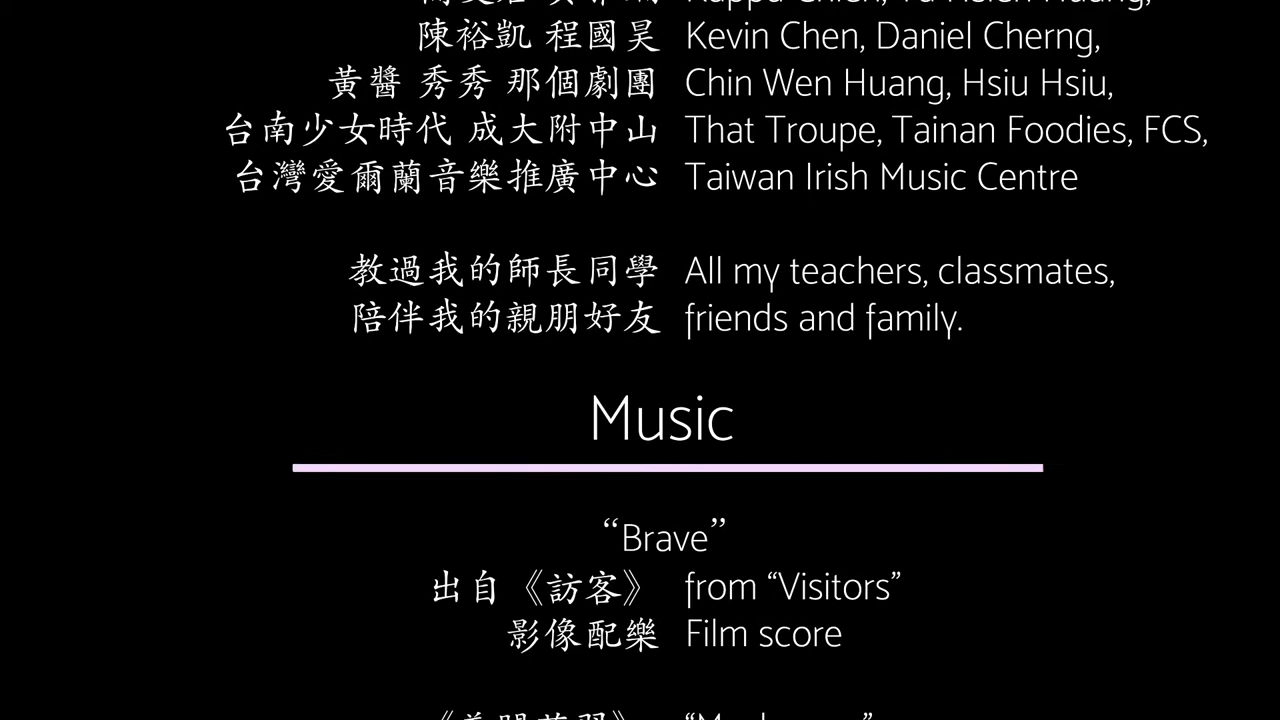 陳裕凱 程國昊 Kevin Chen, Daniel Cherng,
黃醬 秀秀 那個劇團 Chin Wen Huang, Hsiu Hsiu,
台南少女時代 成大附中山 That Troupe, Tainan Foodies, FCS,
台灣愛爾蘭音樂推廣中心 Taiwan Irish Music Centre
教過我的師長同學 All my teachers, classmates,
陪伴我的親朋好友 friends and family.
Music
“Brave”
出自《訪客》 from “Visitors”
影像配樂 Film score